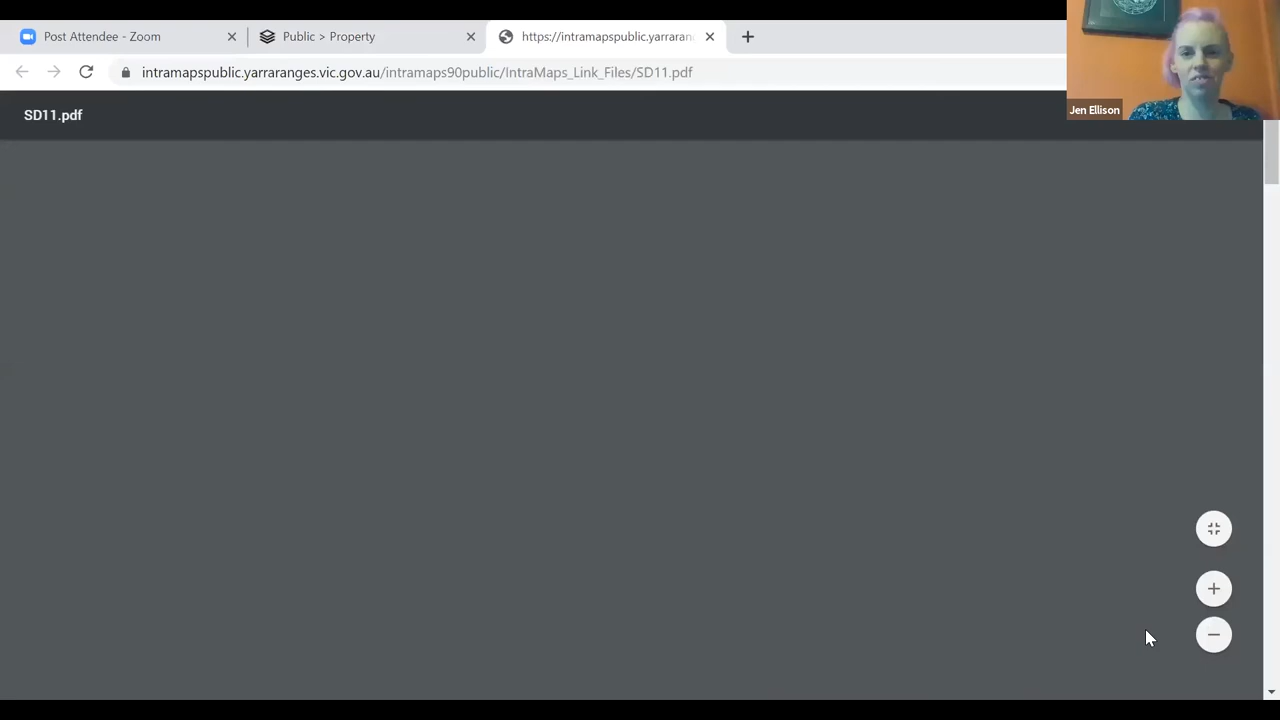 Post Attendee - Zoom
Public > Property
https://intramapspublic.yarraran
intramapspublic.yarraranges.vic.gov.au/intramaps90public/IntraMaps_Link_Files/SD11.pdf
Jen Ellison
SD11.pdf